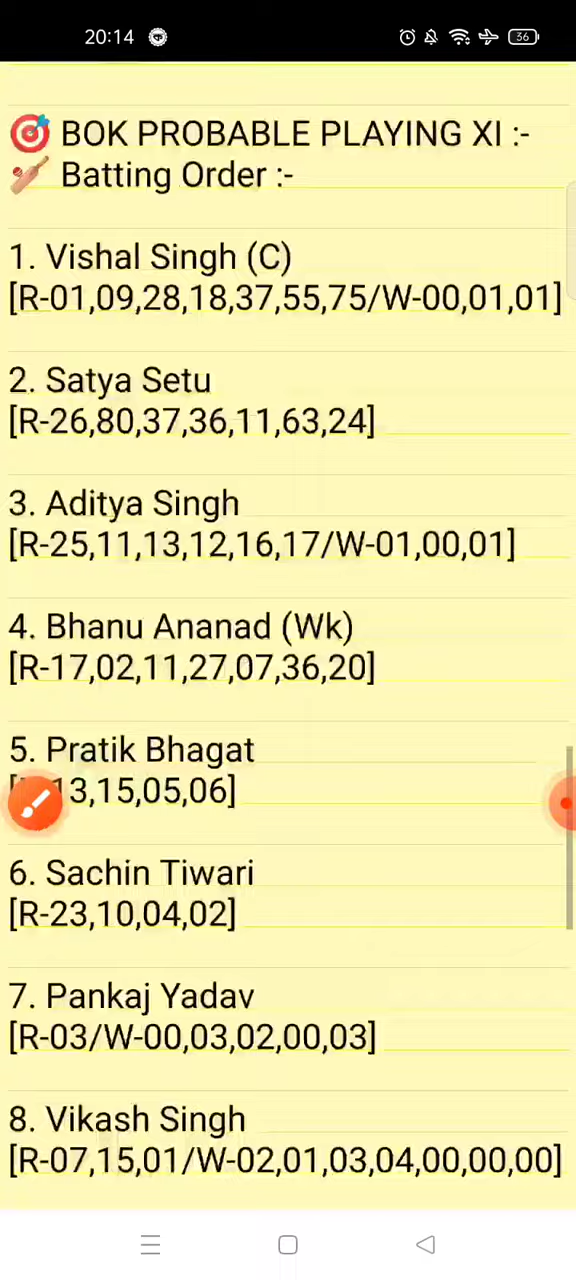 20:14
36
🎯 BOK PROBABLE PLAYING XI :-
🏏 Batting Order :-
1. Vishal Singh (C)
[R-01,09,28,18,37,55,75/W-00,01,01]
2. Satya Setu
[R-26,80,37,36,11,63,24]
3. Aditya Singh
[R-25,11,13,12,16,17/W-01,00,01]
4. Bhanu Ananad (Wk)
[R-17,02,11,27,07,36,20]
5. Pratik Bhagat
13,15,05,06]
6. Sachin Tiwari
[R-23,10,04,02]
7. Pankaj Yadav
[R-03/W-00,03,02,00,03]
8. Vikash Singh
[R-07,15,01/W-02,01,03,04,00,00,00]